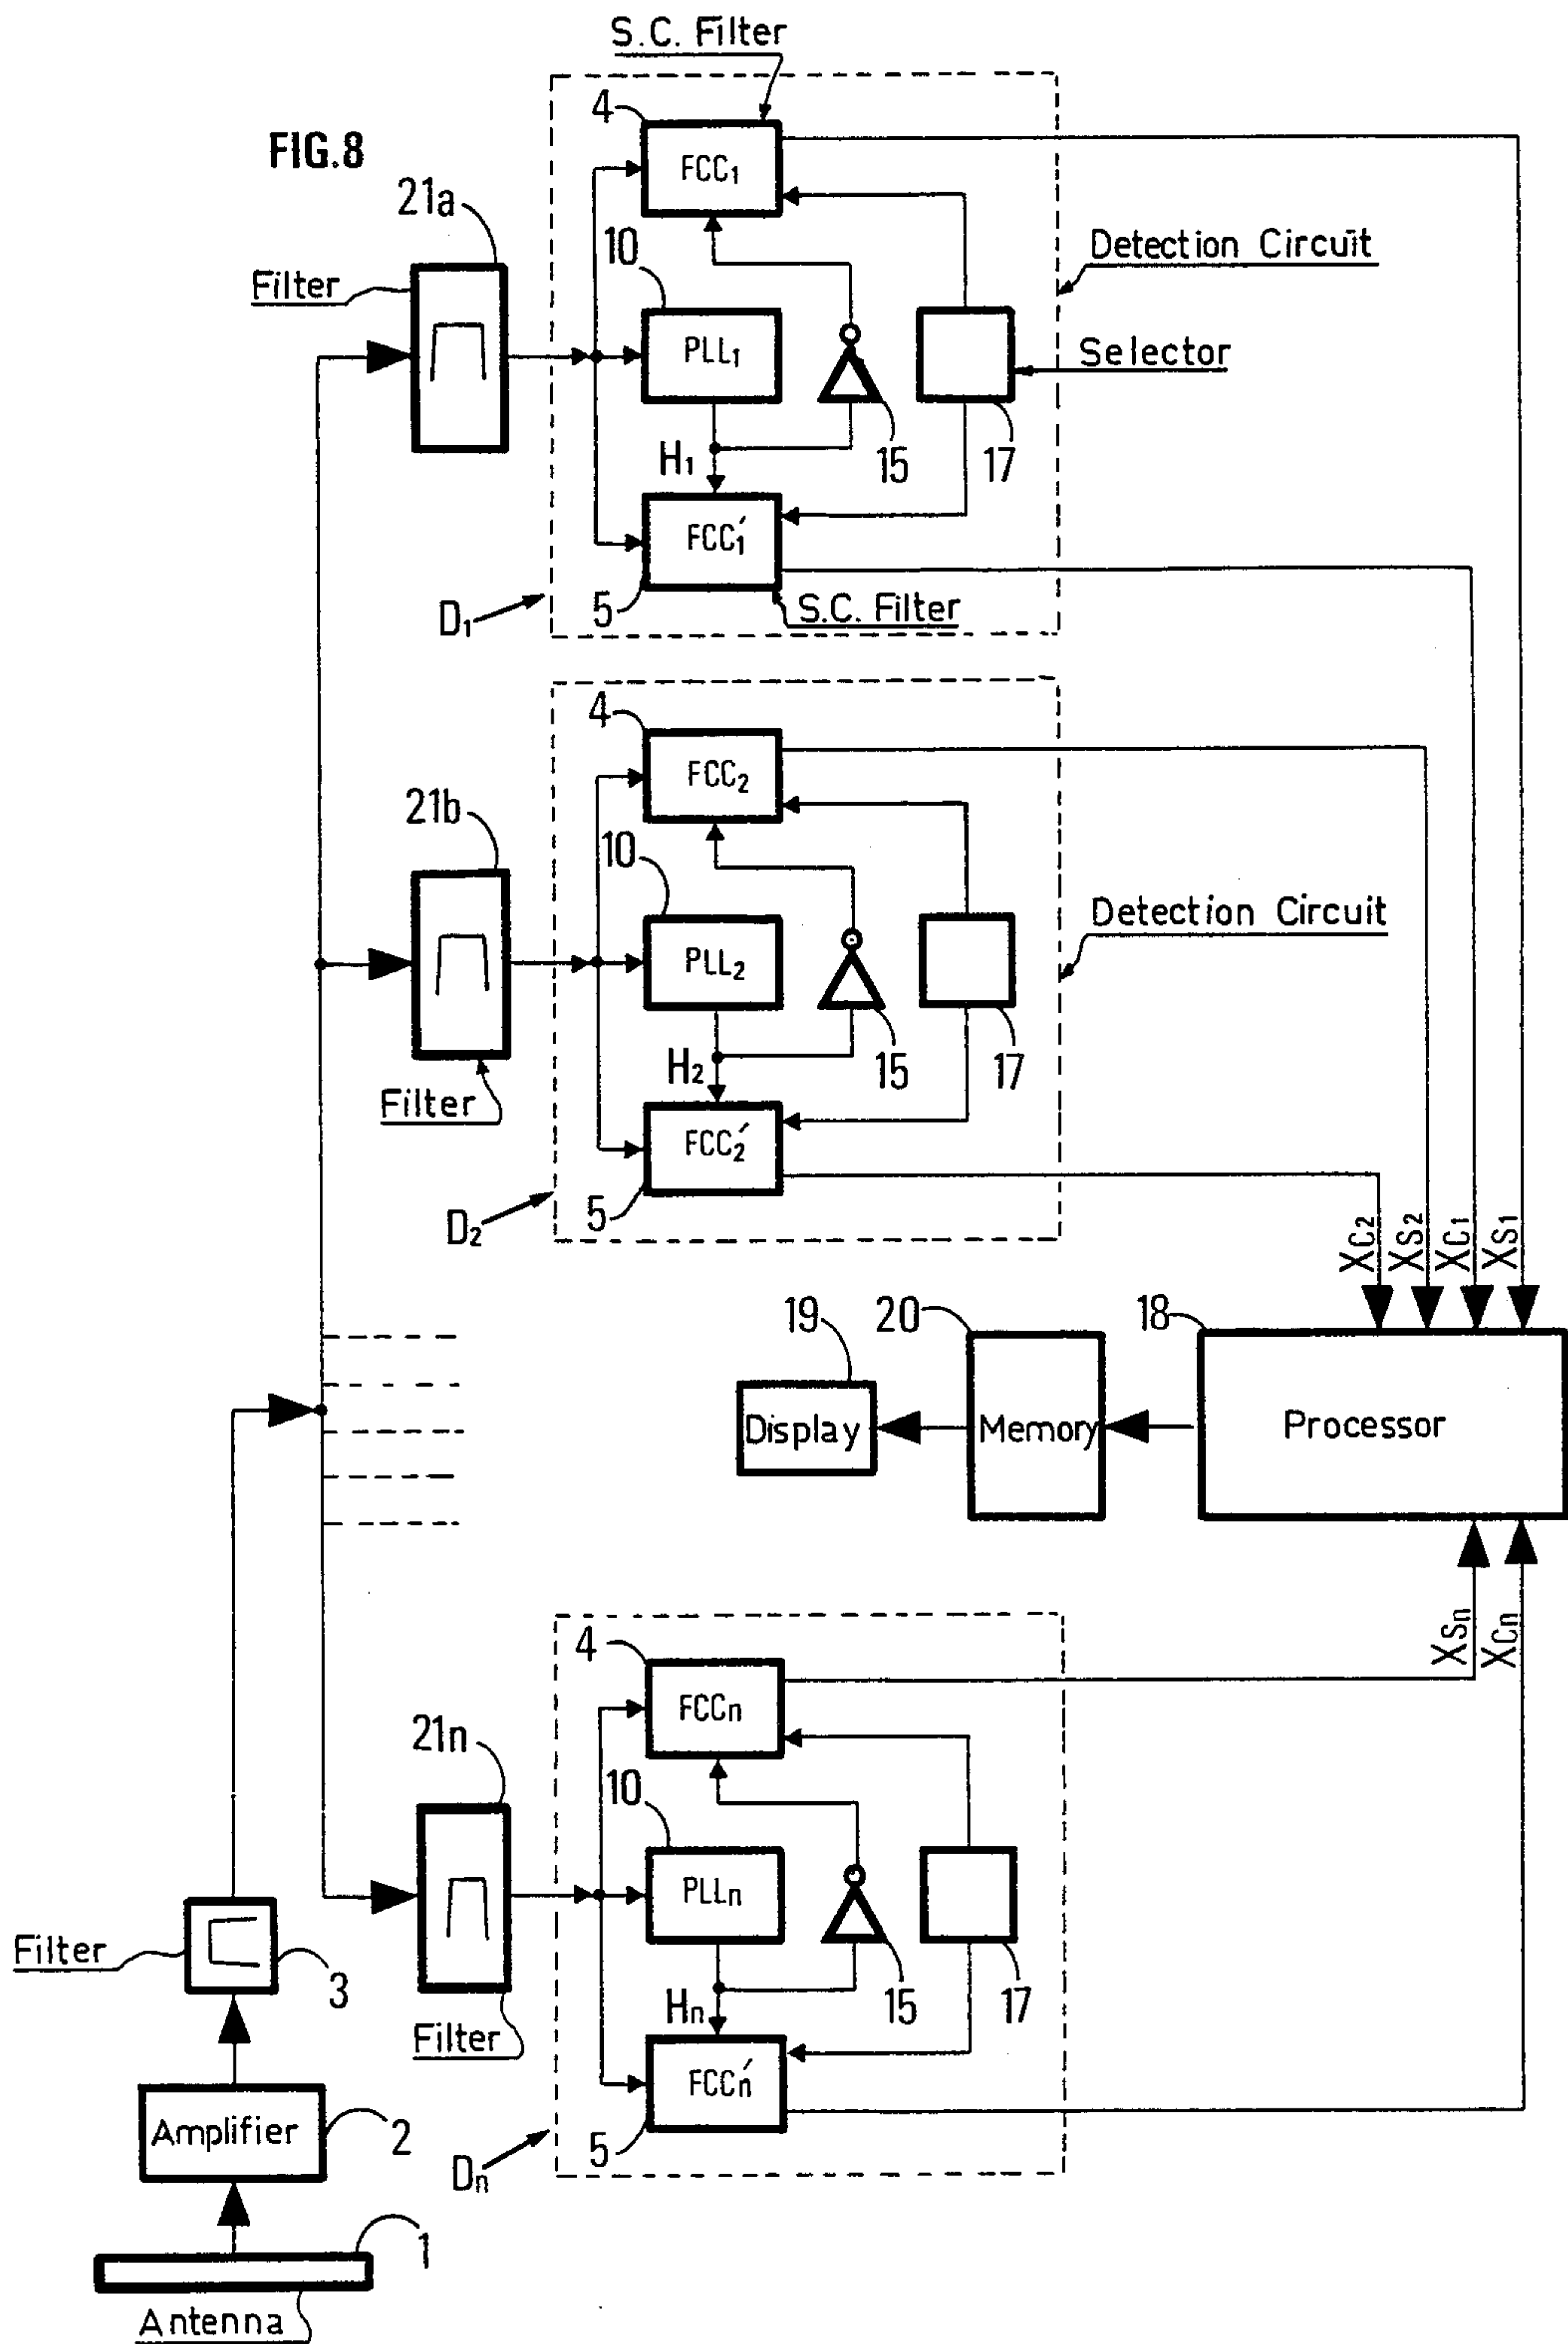 S.C. Filter
FIG.8
4
FCC₁
21a
Filter
10
PLL₁
Detection Circuit
Selector
H₁
15
17
FCC₁′
5
S.C. Filter
D₁
4
FCC₂
21b
10
PLL₂
Detection Circuit
Filter
H₂
15
17
FCC₂′
5
D₂
XC₂
XS₂
XC₁
XS₁
19
20
18
Display
Memory
Processor
XSn
XCn
4
FCCn
21n
10
PLLn
Filter
3
Filter
Hn
15
17
FCCn′
5
Dn
Amplifier
2
1
Antenna